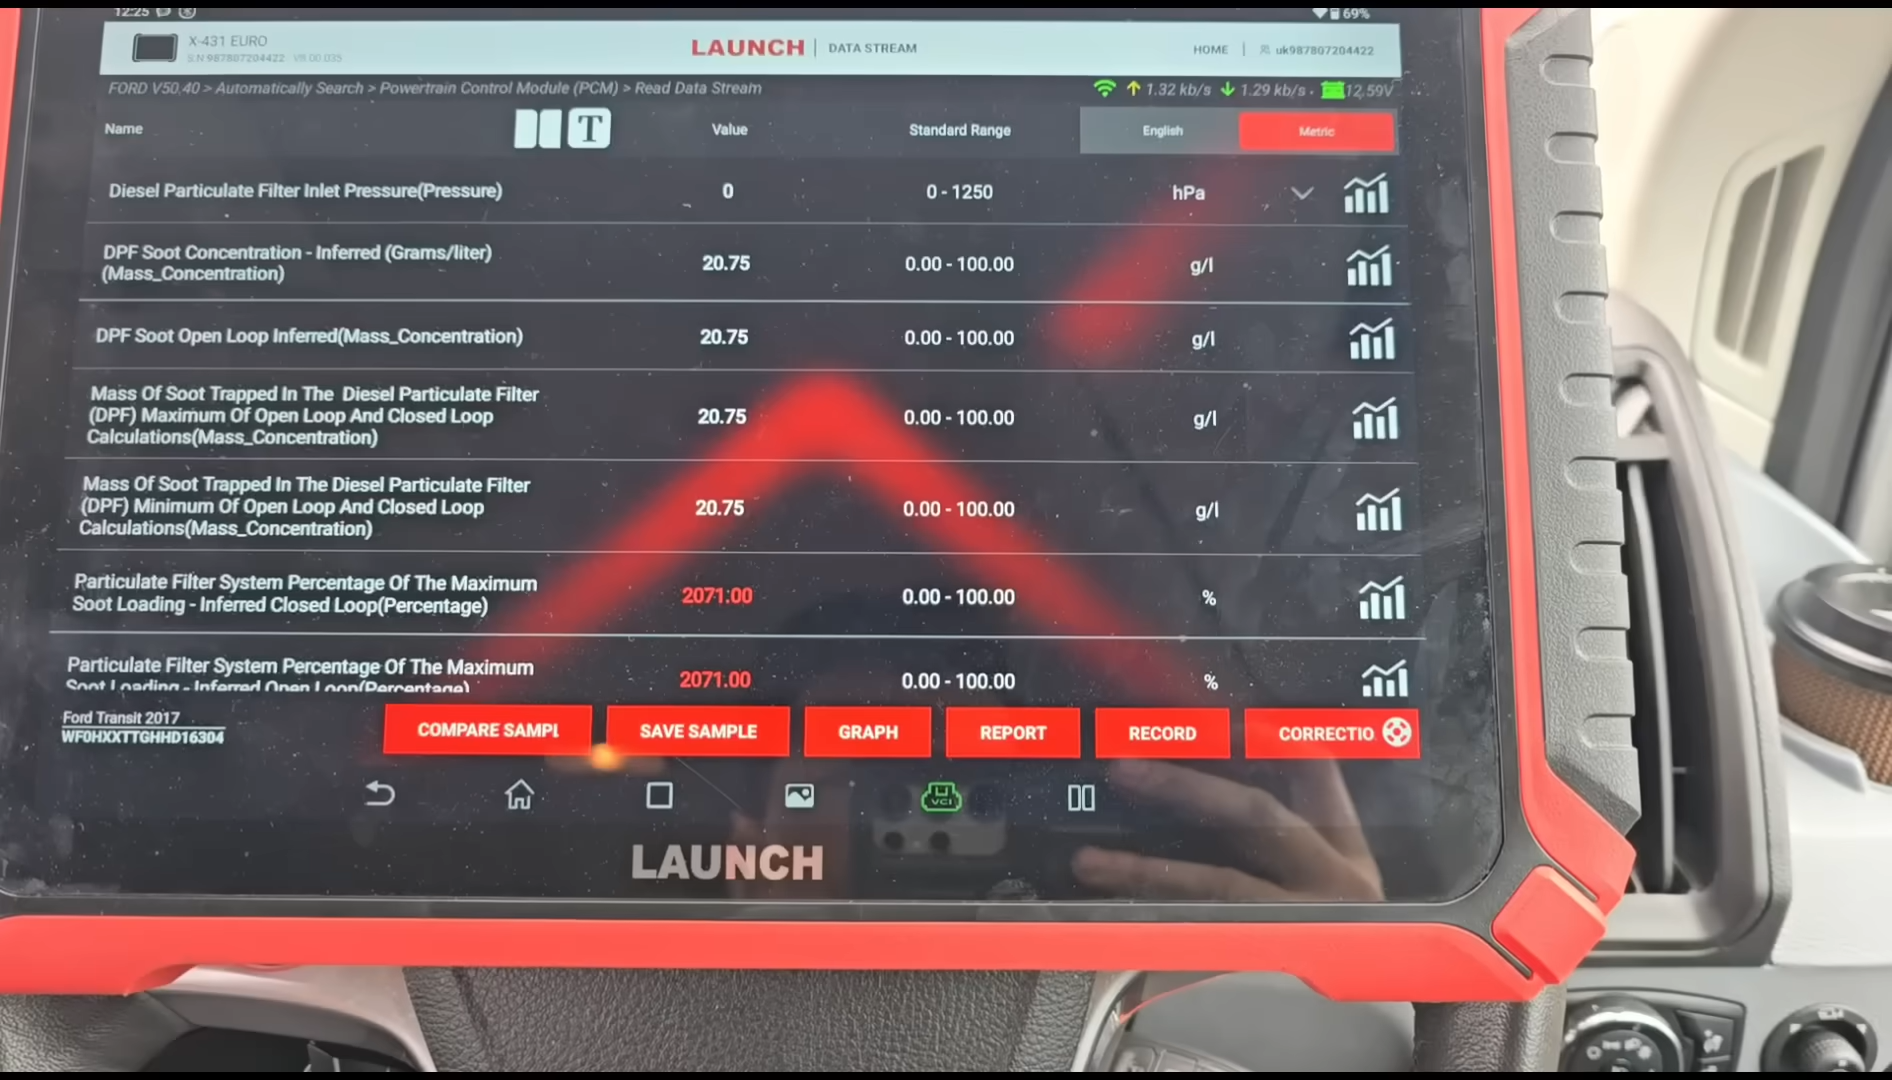 12:25 69%
X-431 EURO
S.N 987807204422 V8.00.035
LAUNCH | DATA STREAM
HOME | uk987807204422
FORD V50.40 > Automatically Search > Powertrain Control Module (PCM) > Read Data Stream
1.32 kb/s 1.29 kb/s 12.59V
Name T Value Standard Range English Metric
Diesel Particulate Filter Inlet Pressure(Pressure) 0 0 - 1250 hPa
DPF Soot Concentration - Inferred (Grams/liter)
(Mass_Concentration) 20.75 0.00 - 100.00 g/l
DPF Soot Open Loop Inferred(Mass_Concentration) 20.75 0.00 - 100.00 g/l
Mass Of Soot Trapped In The Diesel Particulate Filter
(DPF) Maximum Of Open Loop And Closed Loop 20.75 0.00 - 100.00 g/l
Calculations(Mass_Concentration)
Mass Of Soot Trapped In The Diesel Particulate Filter
(DPF) Minimum Of Open Loop And Closed Loop 20.75 0.00 - 100.00 g/l
Calculations(Mass_Concentration)
Particulate Filter System Percentage Of The Maximum
Soot Loading - Inferred Closed Loop(Percentage) 2071.00 0.00 - 100.00 %
Particulate Filter System Percentage Of The Maximum 2071.00 0.00 - 100.00 %
Soot Loading - Inferred Open Loop(Percentage)
Ford Transit 2017
WF0HXXTTGHHD16304
COMPARE SAMPL SAVE SAMPLE GRAPH REPORT RECORD CORRECTIO
VCI
LAUNCH